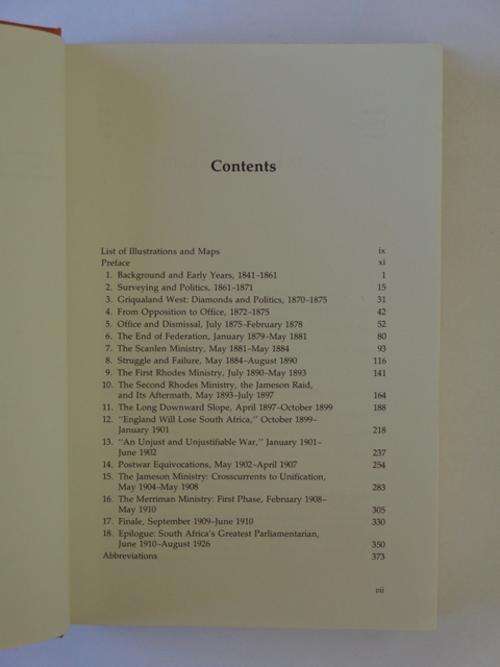 Contents
List of Illustrations and Maps ix
Preface xi
1. Background and Early Years, 1841–1861 1
2. Surveying and Politics, 1861–1871 15
3. Griqualand West: Diamonds and Politics, 1870–1875 31
4. From Opposition to Office, 1872–1875 42
5. Office and Dismissal, July 1875–February 1878 52
6. The End of Federation, January 1879–May 1881 80
7. The Scanlen Ministry, May 1881–May 1884 93
8. Struggle and Failure, May 1884–August 1890 116
9. The First Rhodes Ministry, July 1890–May 1893 141
10. The Second Rhodes Ministry, the Jameson Raid,
and Its Aftermath, May 1893–July 1897 164
11. The Long Downward Slope, April 1897–October 1899 188
12. "England Will Lose South Africa," October 1899–
January 1901 218
13. "An Unjust and Unjustifiable War," January 1901–
June 1902 237
14. Postwar Equivocations, May 1902–April 1907 254
15. The Jameson Ministry: Crosscurrents to Unification,
May 1904–May 1908 283
16. The Merriman Ministry: First Phase, February 1908–
May 1910 305
17. Finale, September 1909–June 1910 330
18. Epilogue: South Africa's Greatest Parliamentarian,
June 1910–August 1926 350
Abbreviations 373
vii